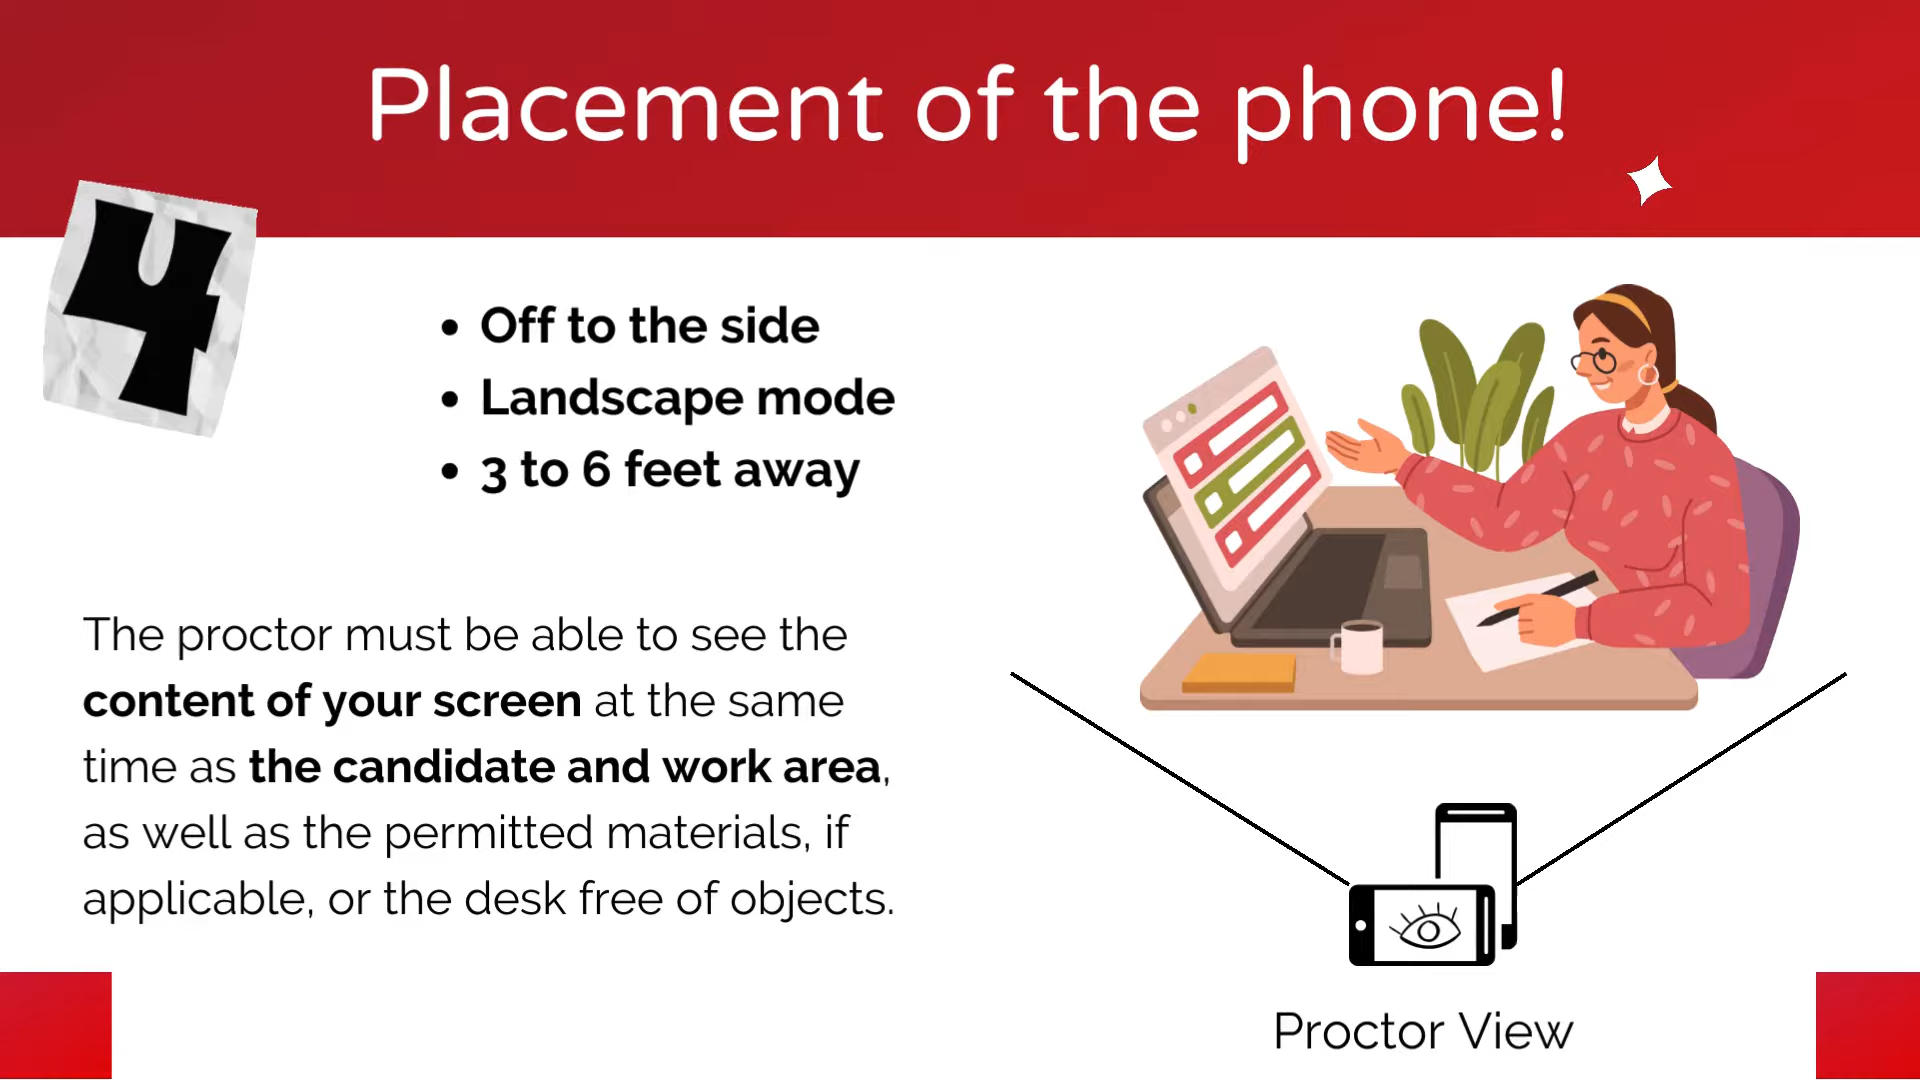 Placement of the phone!
4
• Off to the side
• Landscape mode
• 3 to 6 feet away
The proctor must be able to see the
content of your screen at the same
time as the candidate and work area,
as well as the permitted materials, if
applicable, or the desk free of objects.
Proctor View